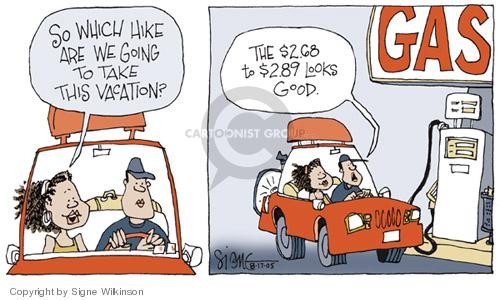 SO WHICH HIKE
ARE WE GOING
TO TAKE
THIS VACATION?
THE $2.68
to $2.89 LOOKS
GOOD.
GAS
CARTOONIST GROUP
Signe
8-17-05
Copyright by Signe Wilkinson